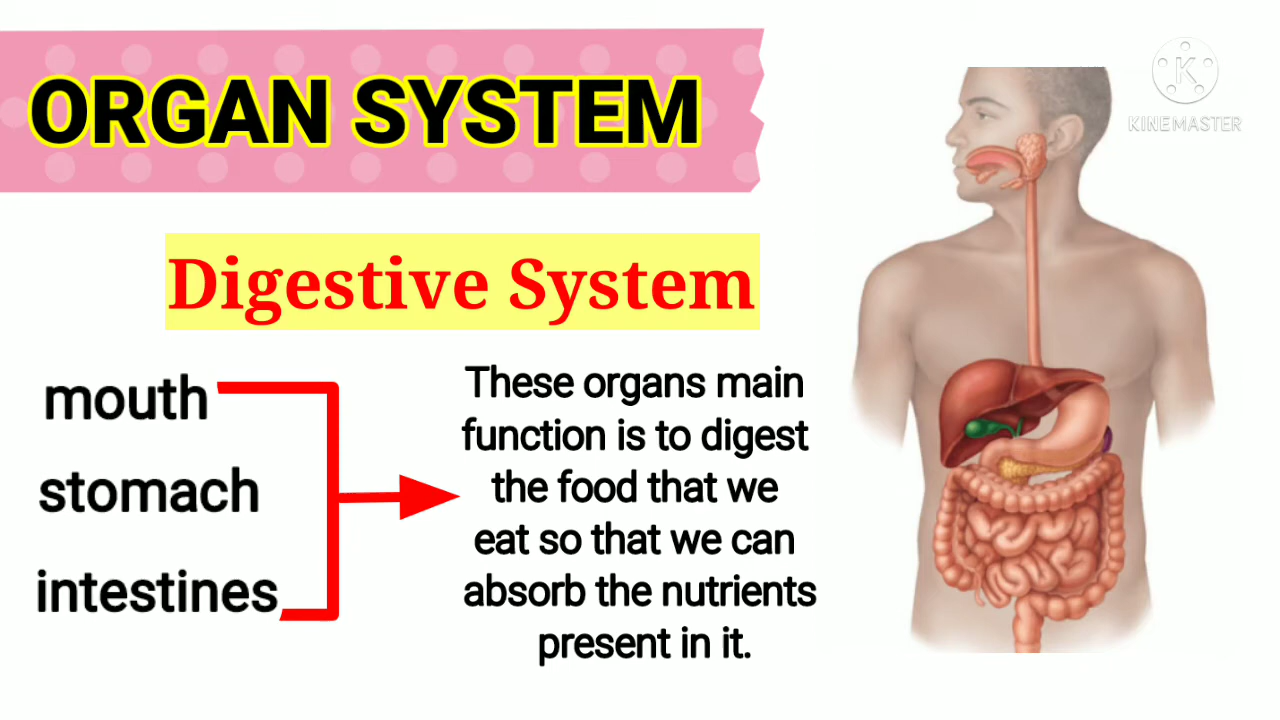 ORGAN SYSTEM
K
KINEMASTER
Digestive System
mouth
stomach
intestines
These organs main
function is to digest
the food that we
eat so that we can
absorb the nutrients
present in it.